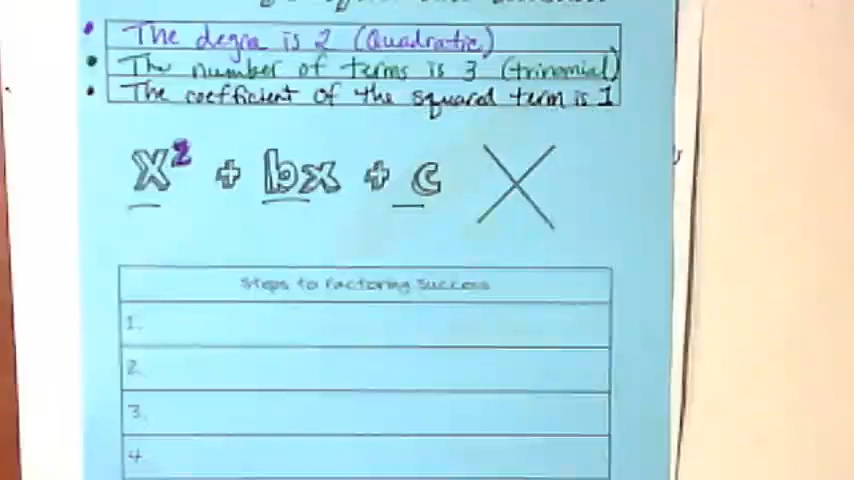 The degree is 2 (Quadratic)
The number of terms is 3 (trinomial)
The coefficient of the squared term is 1
x² + bx + c
Steps to Factoring Success
1.
2.
3.
4.